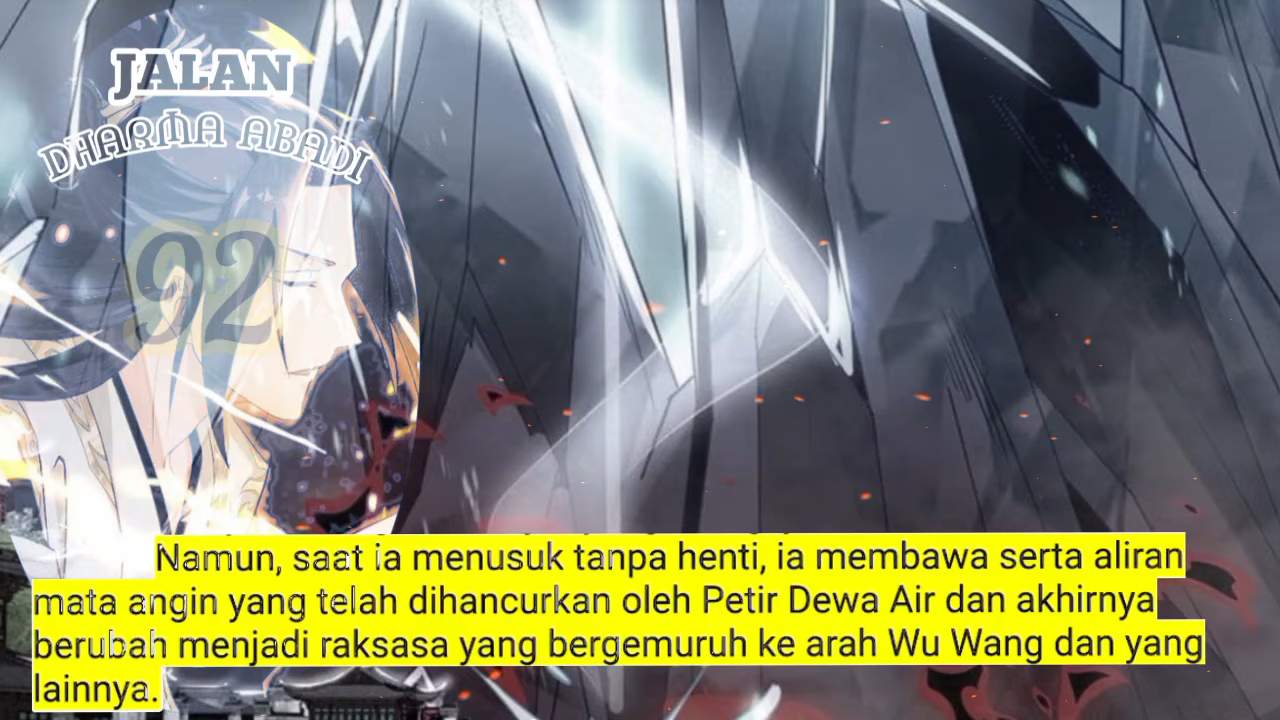 JALAN
DHARMA ABADI
92
Namun, saat ia menusuk tanpa henti, ia membawa serta aliran
mata angin yang telah dihancurkan oleh Petir Dewa Air dan akhirnya
berubah menjadi raksasa yang bergemuruh ke arah Wu Wang dan yang
lainnya.